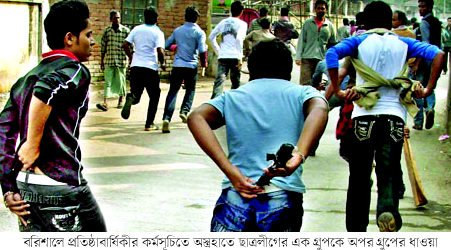 বরিশালে প্রতিষ্ঠাবার্ষিকীর কর্মসূচিতে অস্ত্রহাতে ছাত্রলীগের এক গ্রুপকে অপর গ্রুপের ধাওয়া